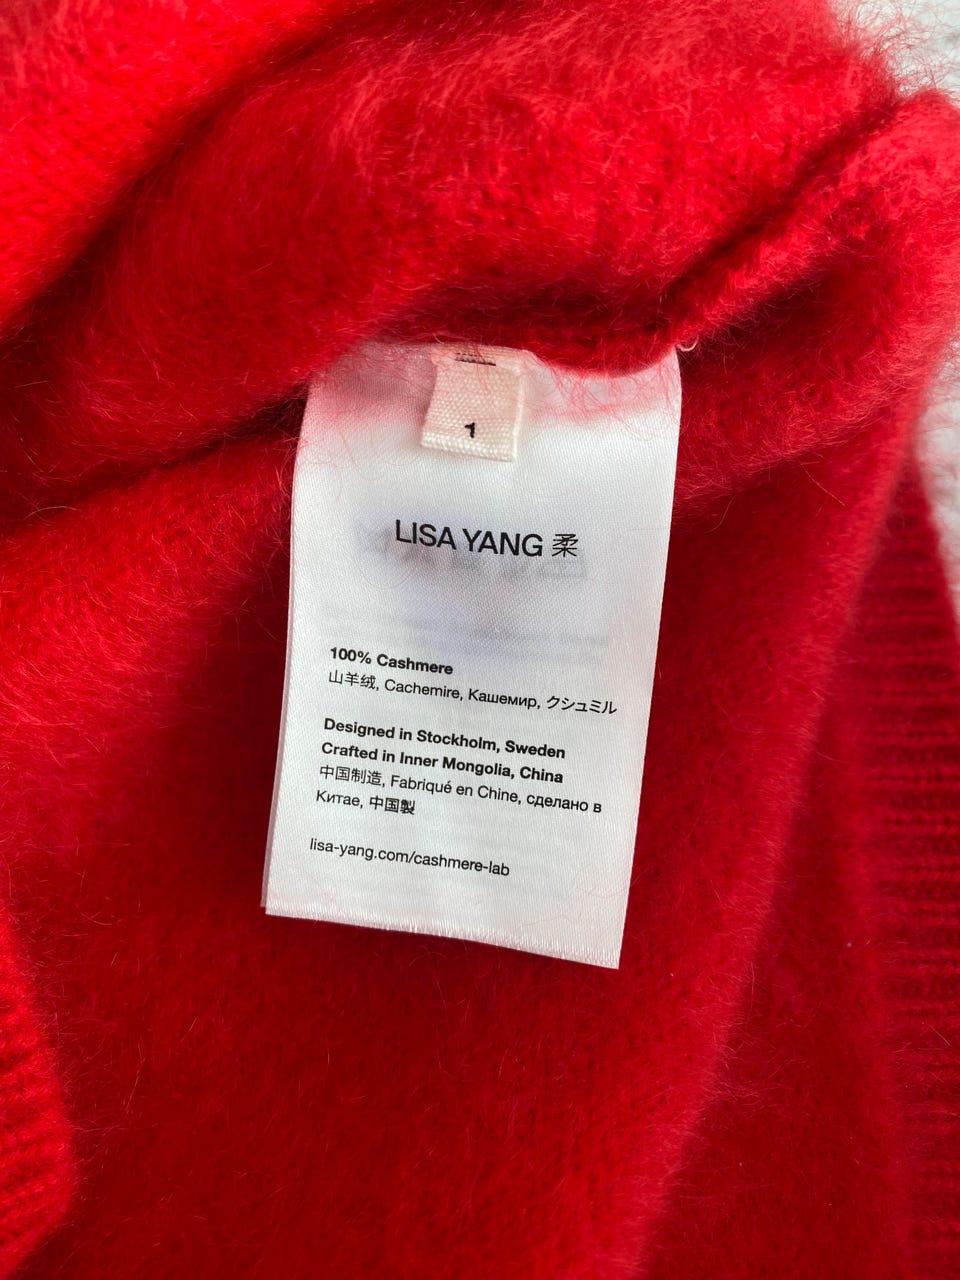 1
LISA YANG 柔
100% Cashmere
山羊绒, Cachemire, Кашемир, クシュミル
Designed in Stockholm, Sweden
Crafted in Inner Mongolia, China
中国制造, Fabriqué en Chine, сделано в
Китае, 中国製
lisa-yang.com/cashmere-lab